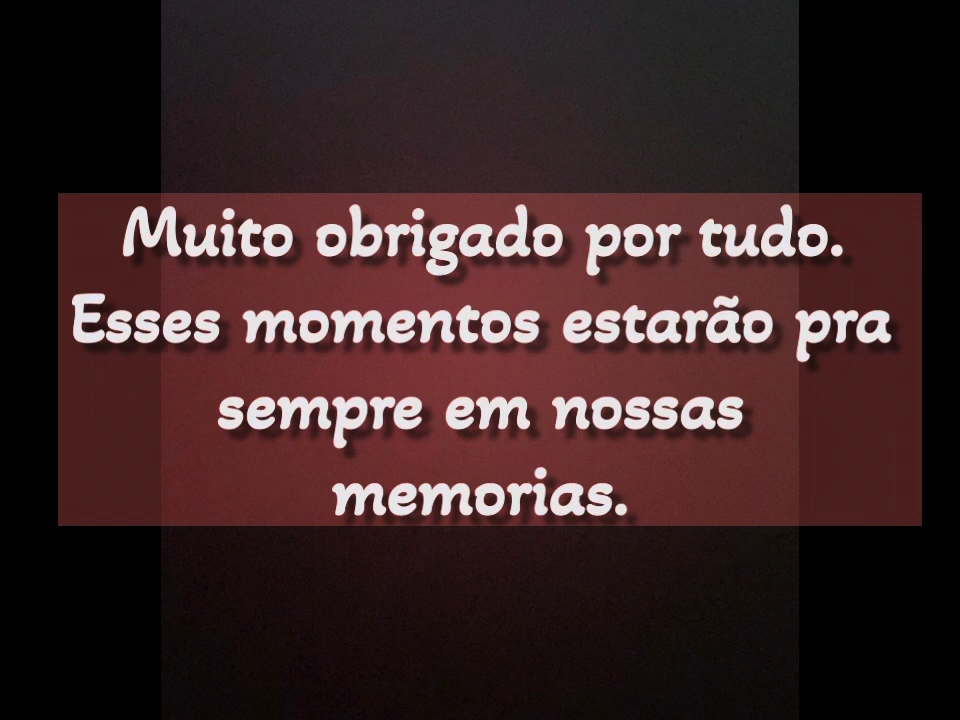 Muito obrigado por tudo.
Esses momentos estarão pra
sempre em nossas
memorias.